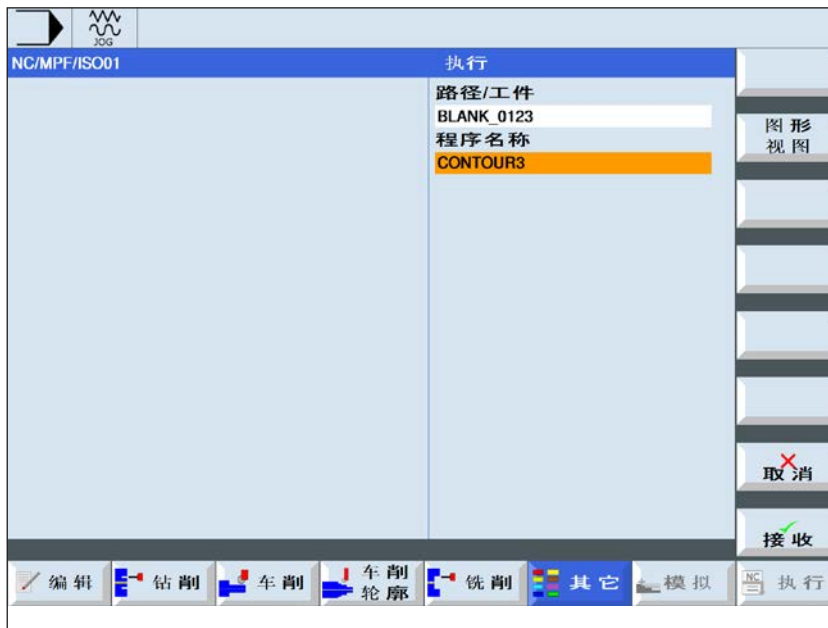 JOG
NC/MPF/ISO01
执行
路径/工件
BLANK_0123
程序名称
CONTOUR3
图形
视图
取消
接收
编辑
钻削
车削
车削
轮廓
铣削
其它
模拟
NC
执行